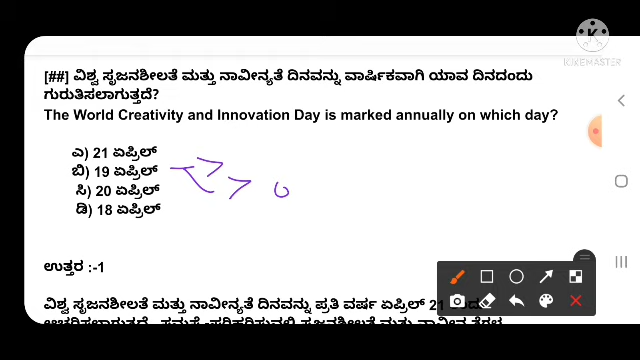 KINEMASTER
[##] ವಿಶ್ವ ಸೃಜನಶೀಲತೆ ಮತ್ತು ನಾವೀನ್ಯತೆ ದಿನವನ್ನು ವಾರ್ಷಿಕವಾಗಿ ಯಾವ ದಿನದಂದು
ಗುರುತಿಸಲಾಗುತ್ತದೆ?
The World Creativity and Innovation Day is marked annually on which day?
ಎ) 21 ಏಪ್ರಿಲ್
ಬಿ) 19 ಏಪ್ರಿಲ್
ಸಿ) 20 ಏಪ್ರಿಲ್
ಡಿ) 18 ಏಪ್ರಿಲ್
ಉತ್ತರ :-1
ವಿಶ್ವ ಸೃಜನಶೀಲತೆ ಮತ್ತು ನಾವೀನ್ಯತೆ ದಿನವನ್ನು ಪ್ರತಿ ವರ್ಷ ಏಪ್ರಿಲ್ 21